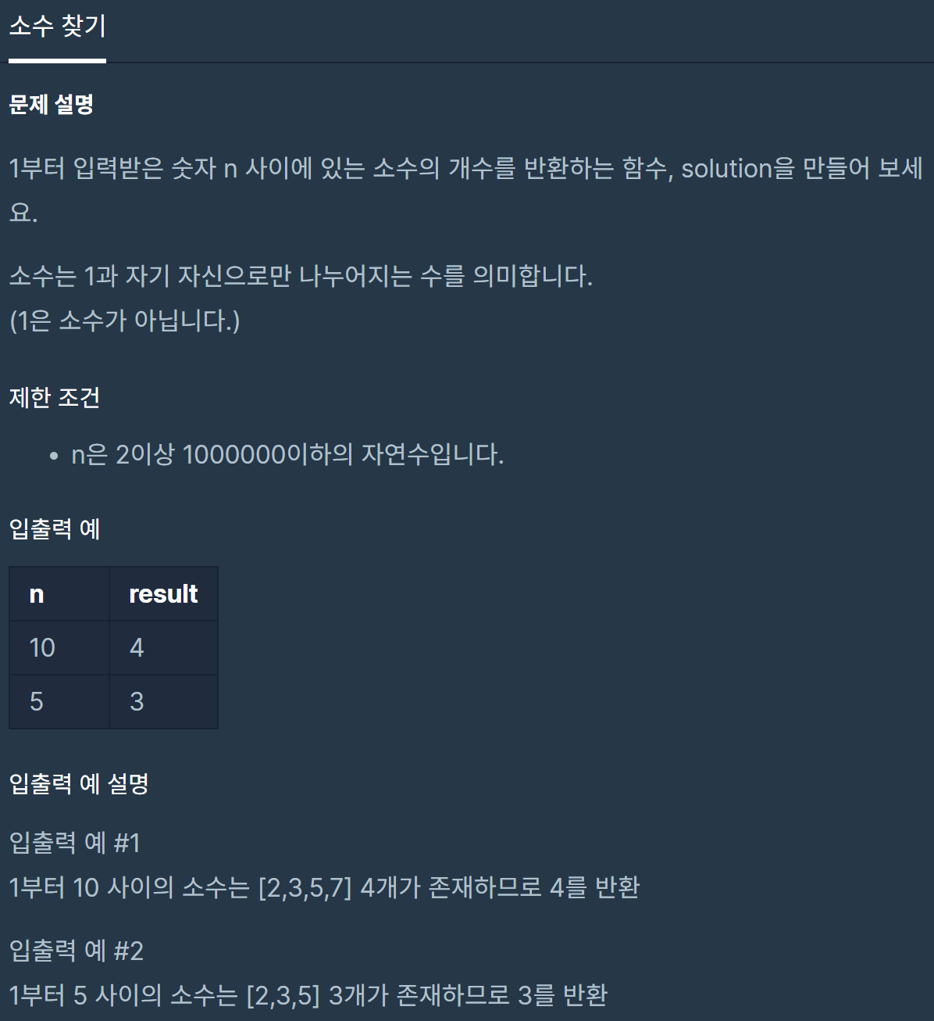 소수 찾기
문제 설명
1부터 입력받은 숫자 n 사이에 있는 소수의 개수를 반환하는 함수, solution을 만들어 보세
요.
소수는 1과 자기 자신으로만 나누어지는 수를 의미합니다.
(1은 소수가 아닙니다.)
제한 조건
• n은 2이상 1000000이하의 자연수입니다.
입출력 예
n result
10 4
5 3
입출력 예 설명
입출력 예 #1
1부터 10 사이의 소수는 [2,3,5,7] 4개가 존재하므로 4를 반환
입출력 예 #2
1부터 5 사이의 소수는 [2,3,5] 3개가 존재하므로 3를 반환